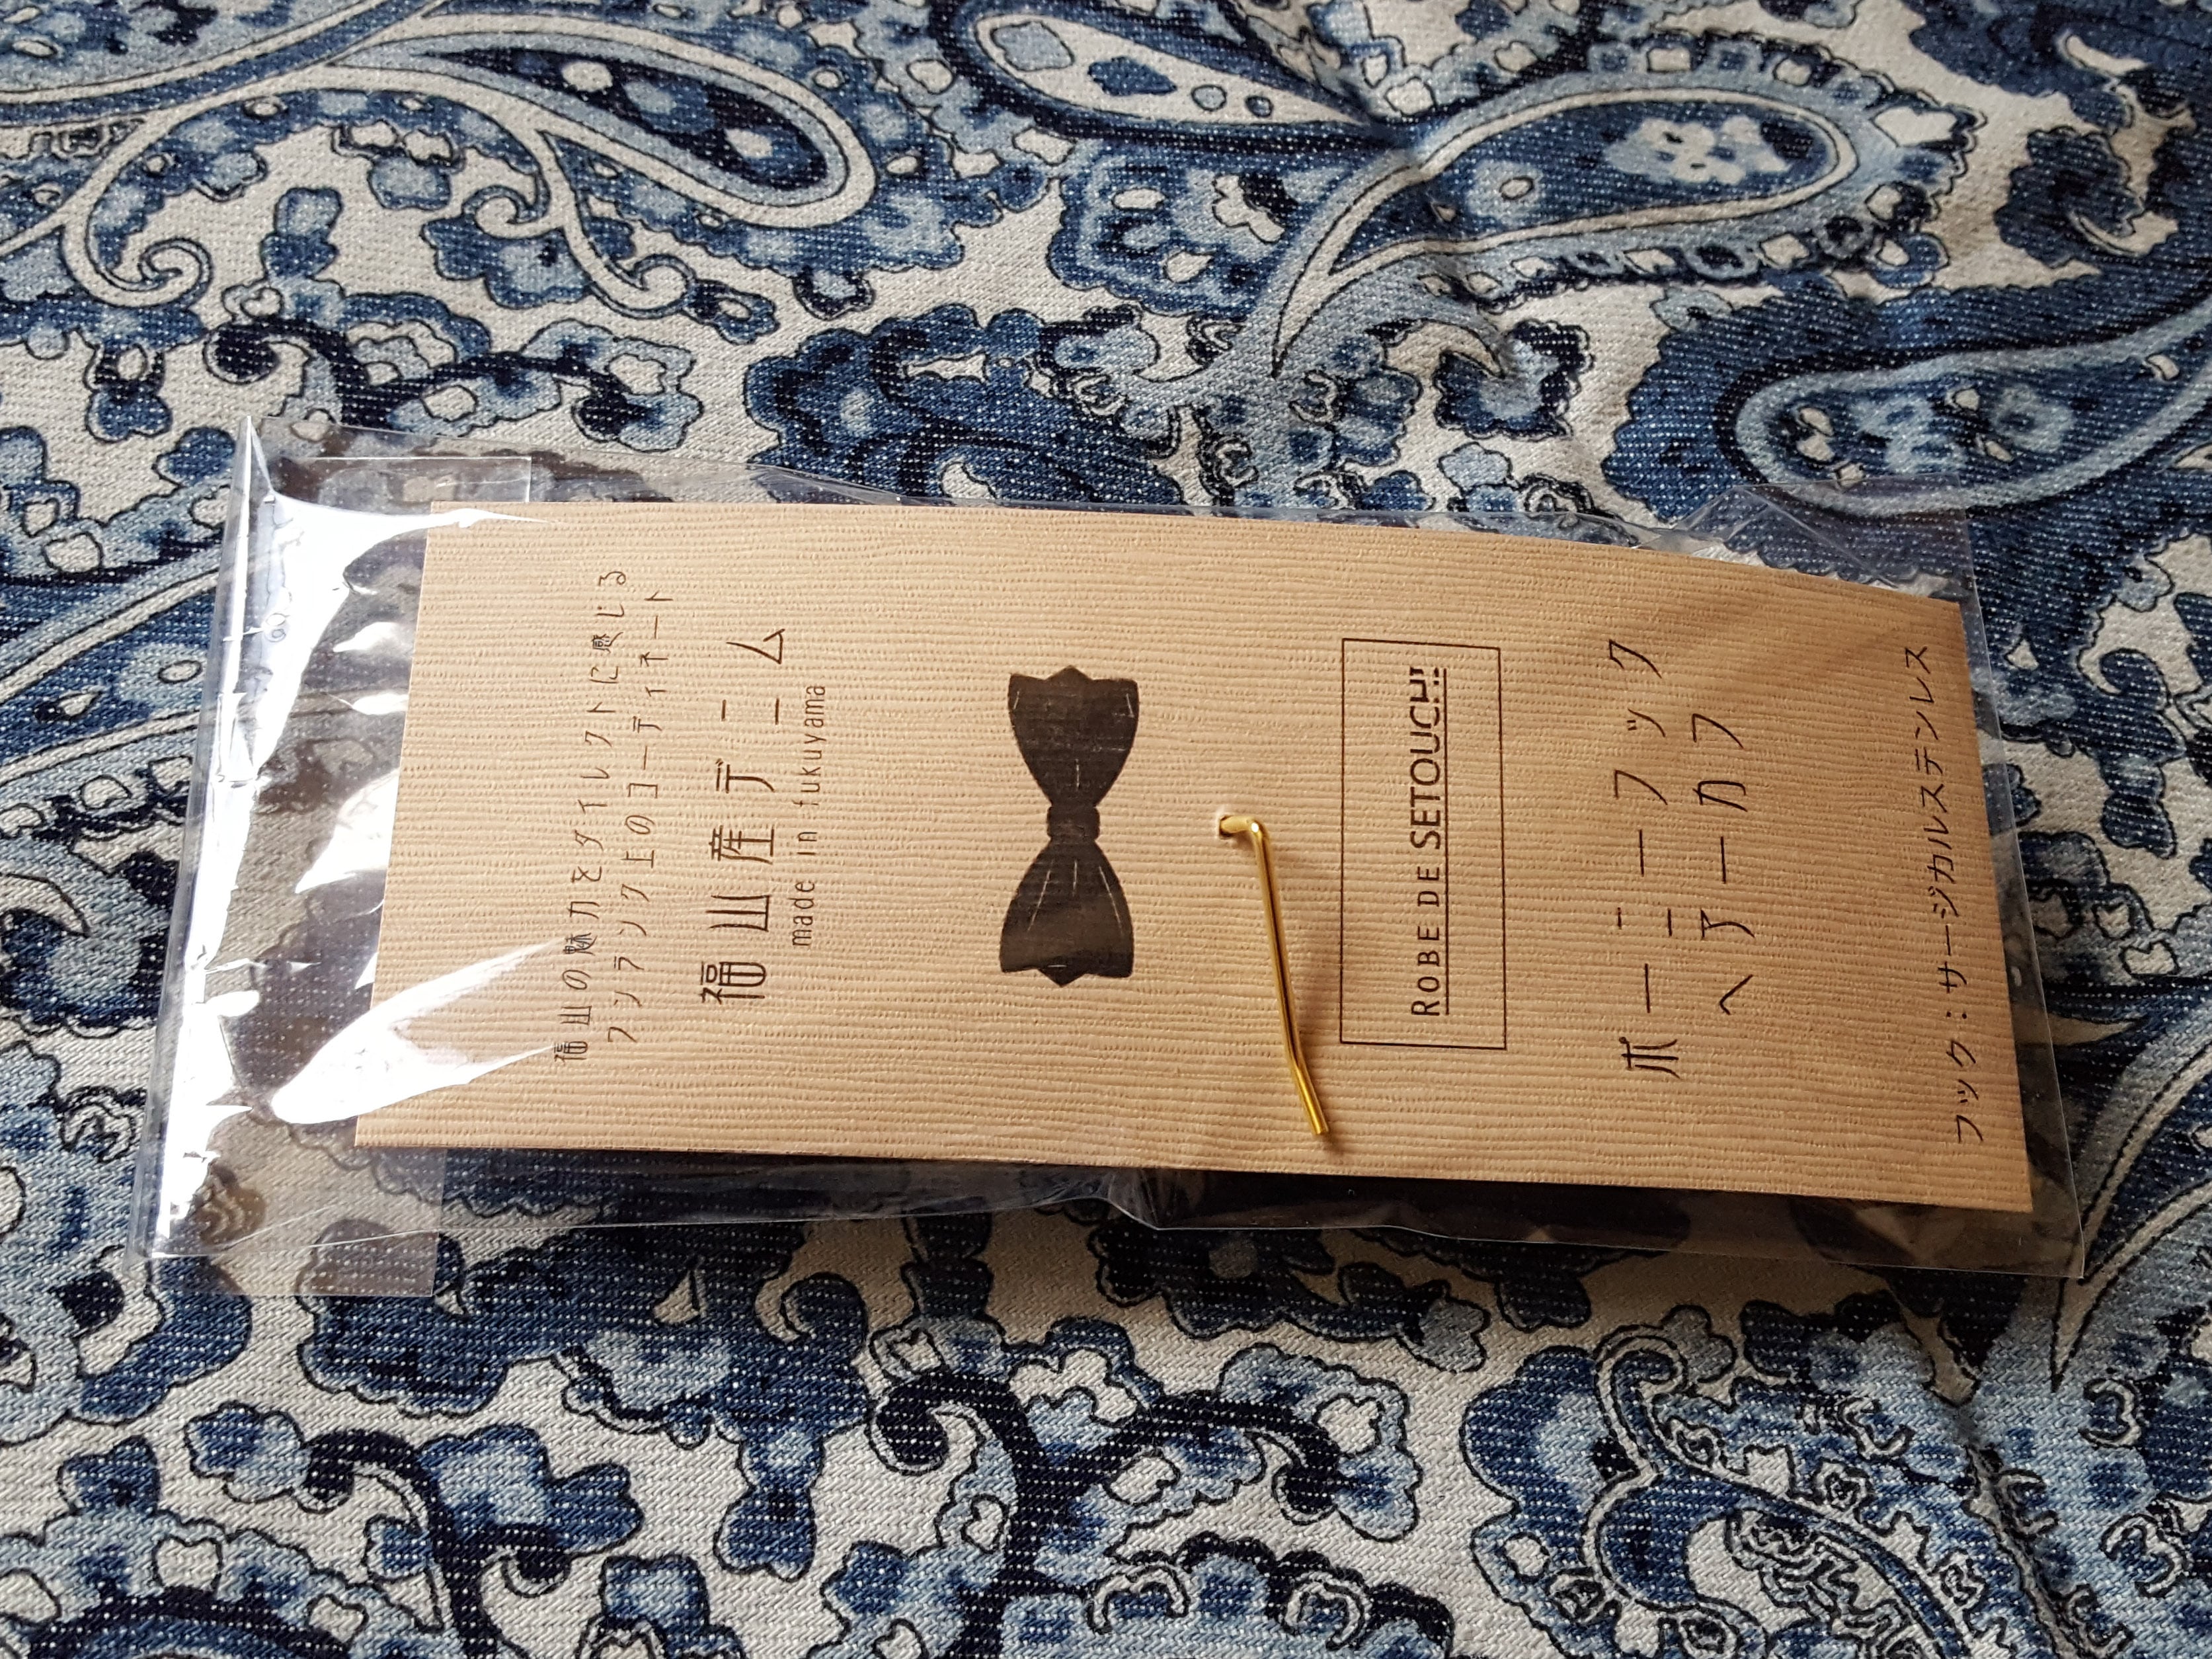 福山の魅力をダイレクトに感じる
ワンランク上のコーディネート
福山産デニム
made in fukuyama
ROBE DE SETOUCHI
ポニーフック
ヘアーカフ
フック：サージカルステンレス